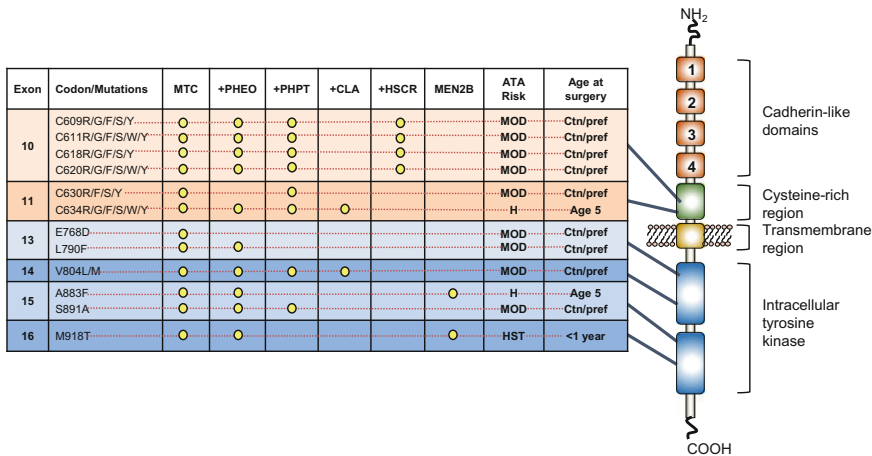 Exon Codon/Mutations MTC +PHEO +PHPT +CLA +HSCR MEN2B ATA Risk Age at surgery
10
C609R/G/F/S/Y MOD Ctn/pref
C611R/G/F/S/W/Y MOD Ctn/pref
C618R/G/F/S/Y MOD Ctn/pref
C620R/G/F/S/W/Y MOD Ctn/pref
11
C630R/F/S/Y MOD Ctn/pref
C634R/G/F/S/W/Y H Age 5
13
E768D MOD Ctn/pref
L790F MOD Ctn/pref
14 V804L/M MOD Ctn/pref
15
A883F H Age 5
S891A MOD Ctn/pref
16 M918T HST <1 year
NH2
1
2
3
4
Cadherin-like
domains
Cysteine-rich
region
Transmembrane
region
Intracellular
tyrosine
kinase
COOH